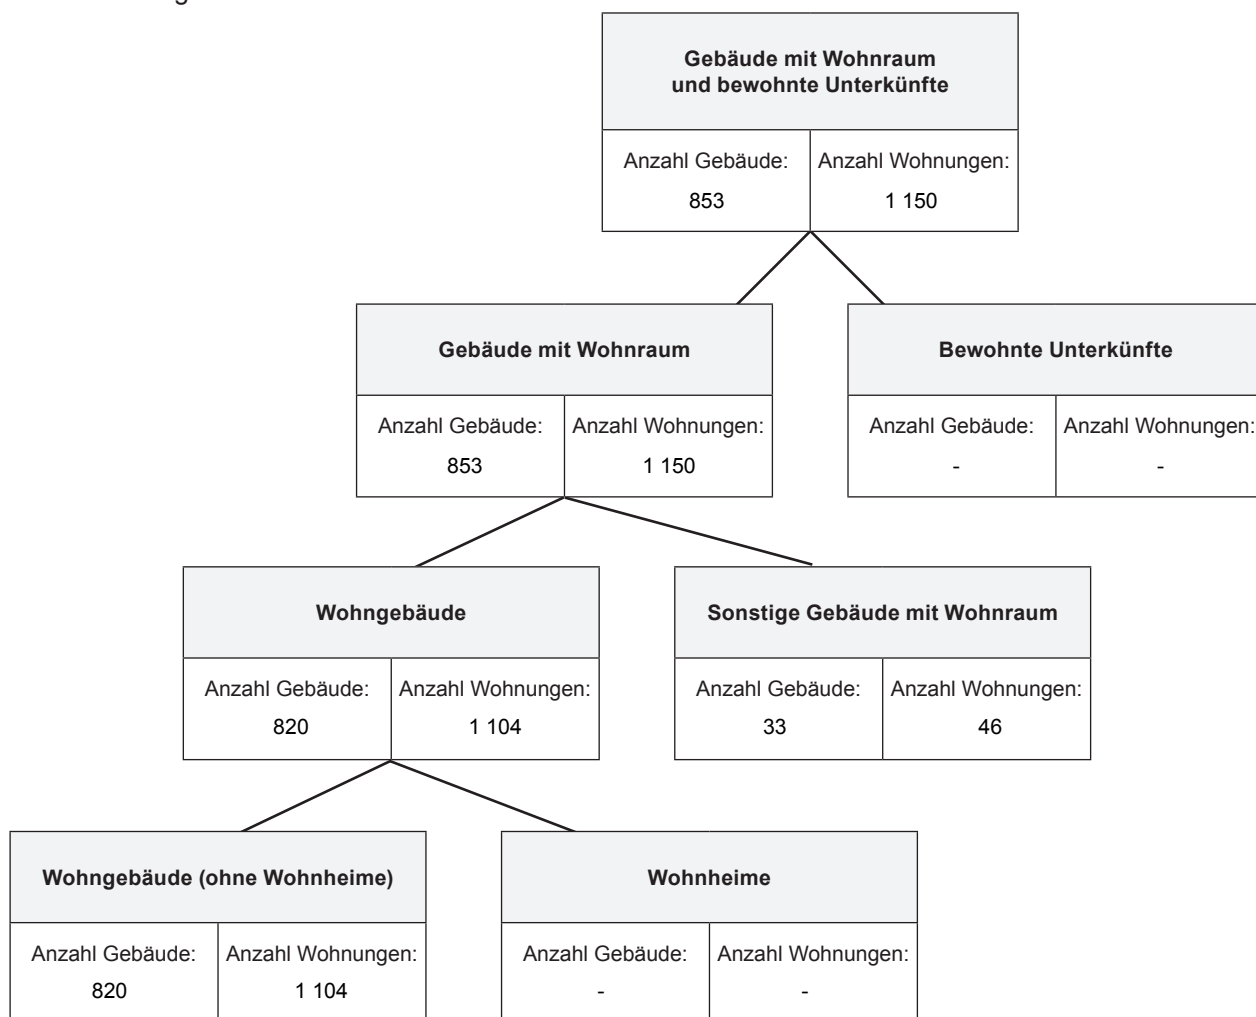 Gebäude mit Wohnraum
und bewohnte Unterkünfte
Anzahl Gebäude: Anzahl Wohnungen:
853 1 150
Gebäude mit Wohnraum
Bewohnte Unterkünfte
Anzahl Gebäude: Anzahl Wohnungen:
853 1 150
Anzahl Gebäude: Anzahl Wohnungen:
- -
Wohngebäude
Sonstige Gebäude mit Wohnraum
Anzahl Gebäude: Anzahl Wohnungen:
820 1 104
Anzahl Gebäude: Anzahl Wohnungen:
33 46
Wohngebäude (ohne Wohnheime)
Wohnheime
Anzahl Gebäude: Anzahl Wohnungen:
820 1 104
Anzahl Gebäude: Anzahl Wohnungen:
- -